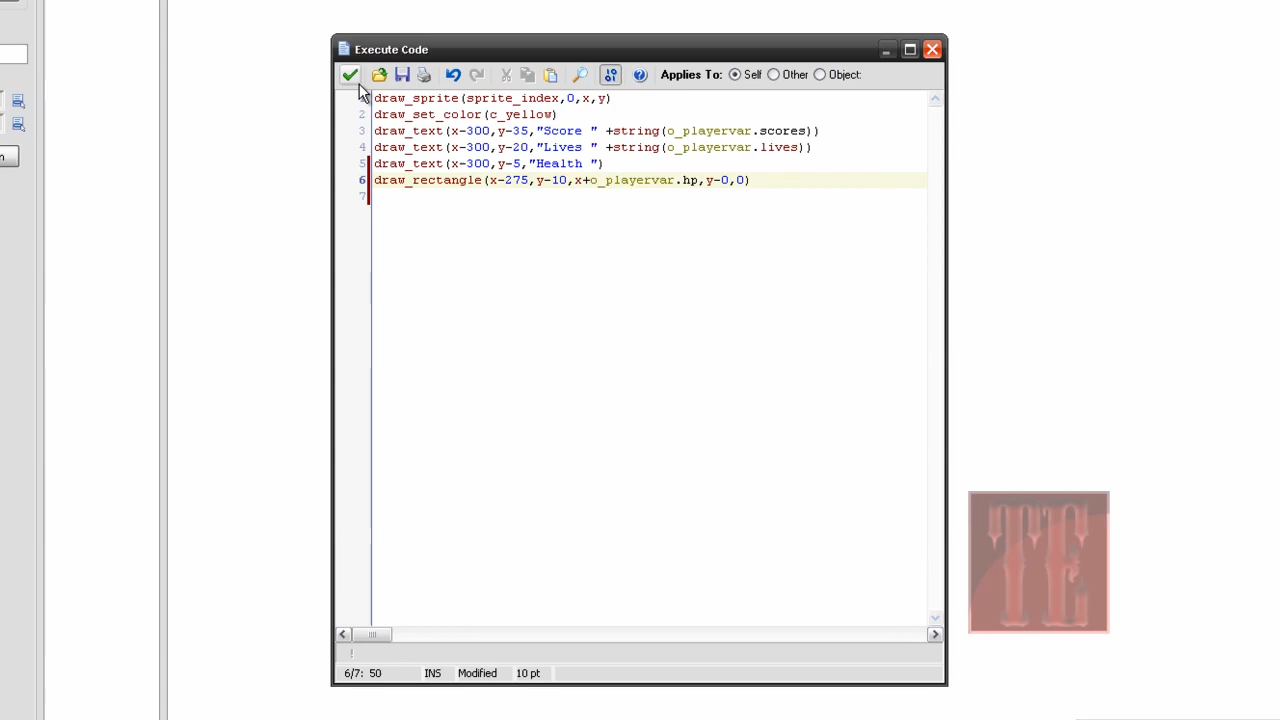 Execute Code
Applies To: Self Other Object:
1 draw_sprite(sprite_index,0,x,y)
2 draw_set_color(c_yellow)
3 draw_text(x-300,y-35,"Score " +string(o_playervar.scores))
4 draw_text(x-300,y-20,"Lives " +string(o_playervar.lives))
5 draw_text(x-300,y-5,"Health ")
6 draw_rectangle(x-275,y-10,x+o_playervar.hp,y-0,0)
7
n
TE
!
6/7: 50 INS Modified 10 pt